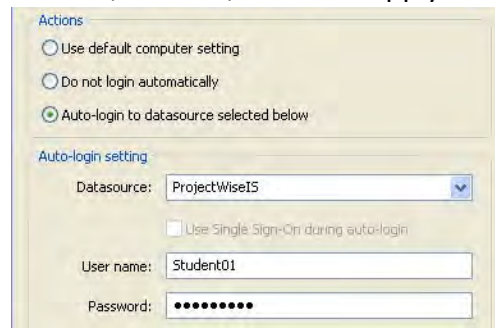 Actions
Use default computer setting
Do not login automatically
Auto-login to datasource selected below
Auto-login setting
Datasource: ProjectWiseIS
Use Single Sign-On during auto-login
User name: Student01
Password: •••••••••